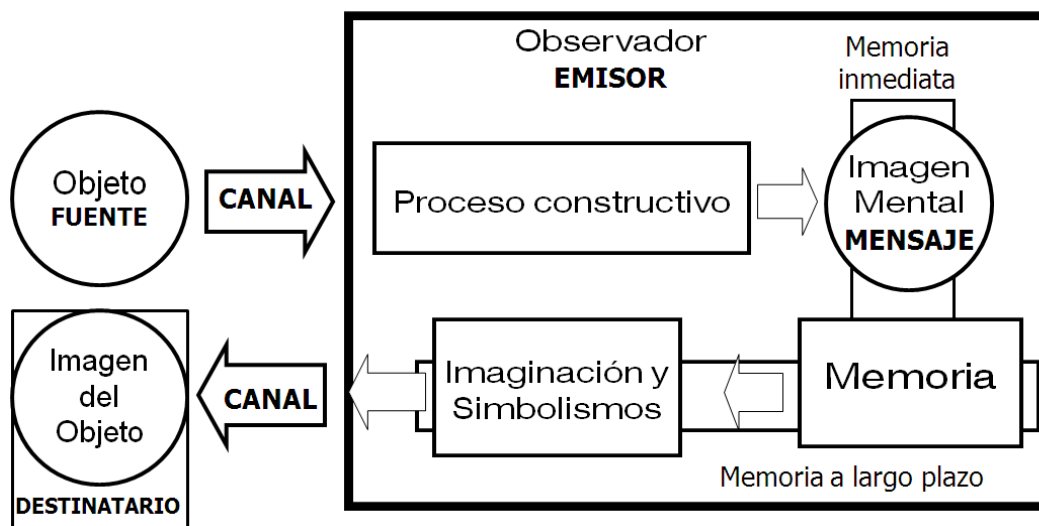 Observador
EMISOR
Memoria
inmediata
Objeto
FUENTE
CANAL
Proceso constructivo
Imagen
Mental
MENSAJE
Imagen
del
Objeto
DESTINATARIO
CANAL
Imaginación y
Simbolismos
Memoria
Memoria a largo plazo